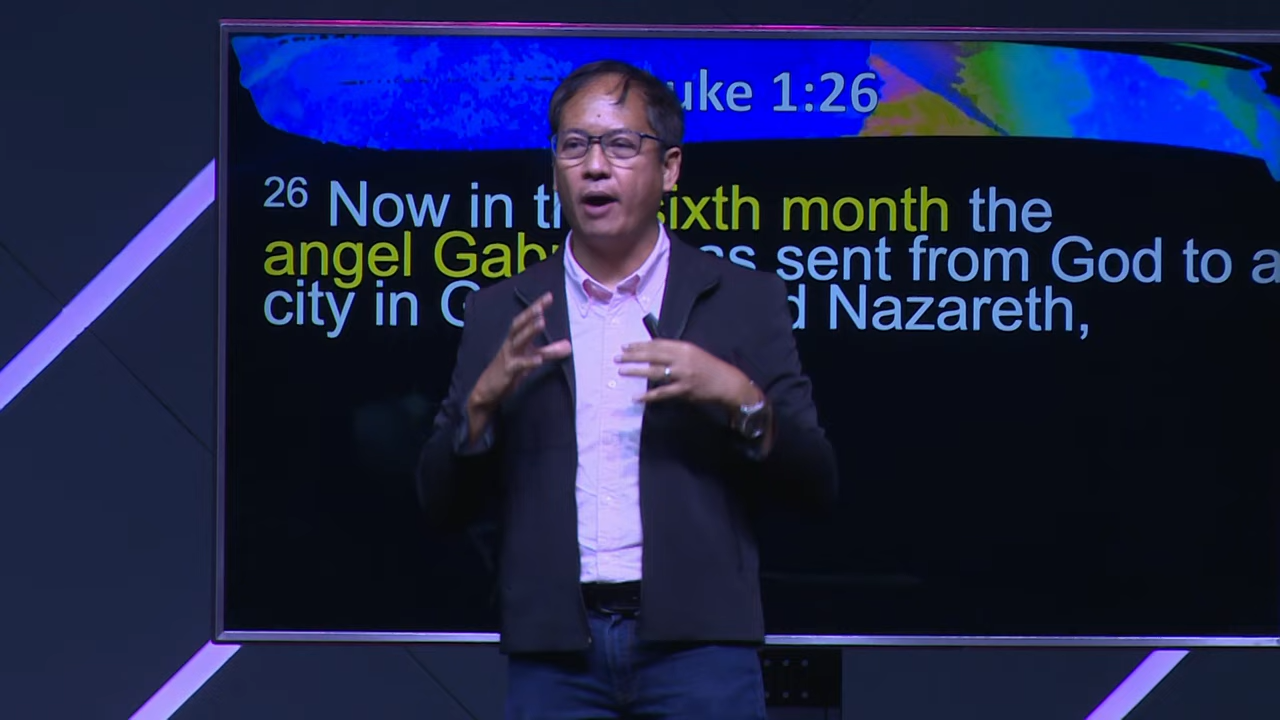 uke 1:26
26 Now in th sixth month the
angel Gab as sent from God to a
city in G d Nazareth,